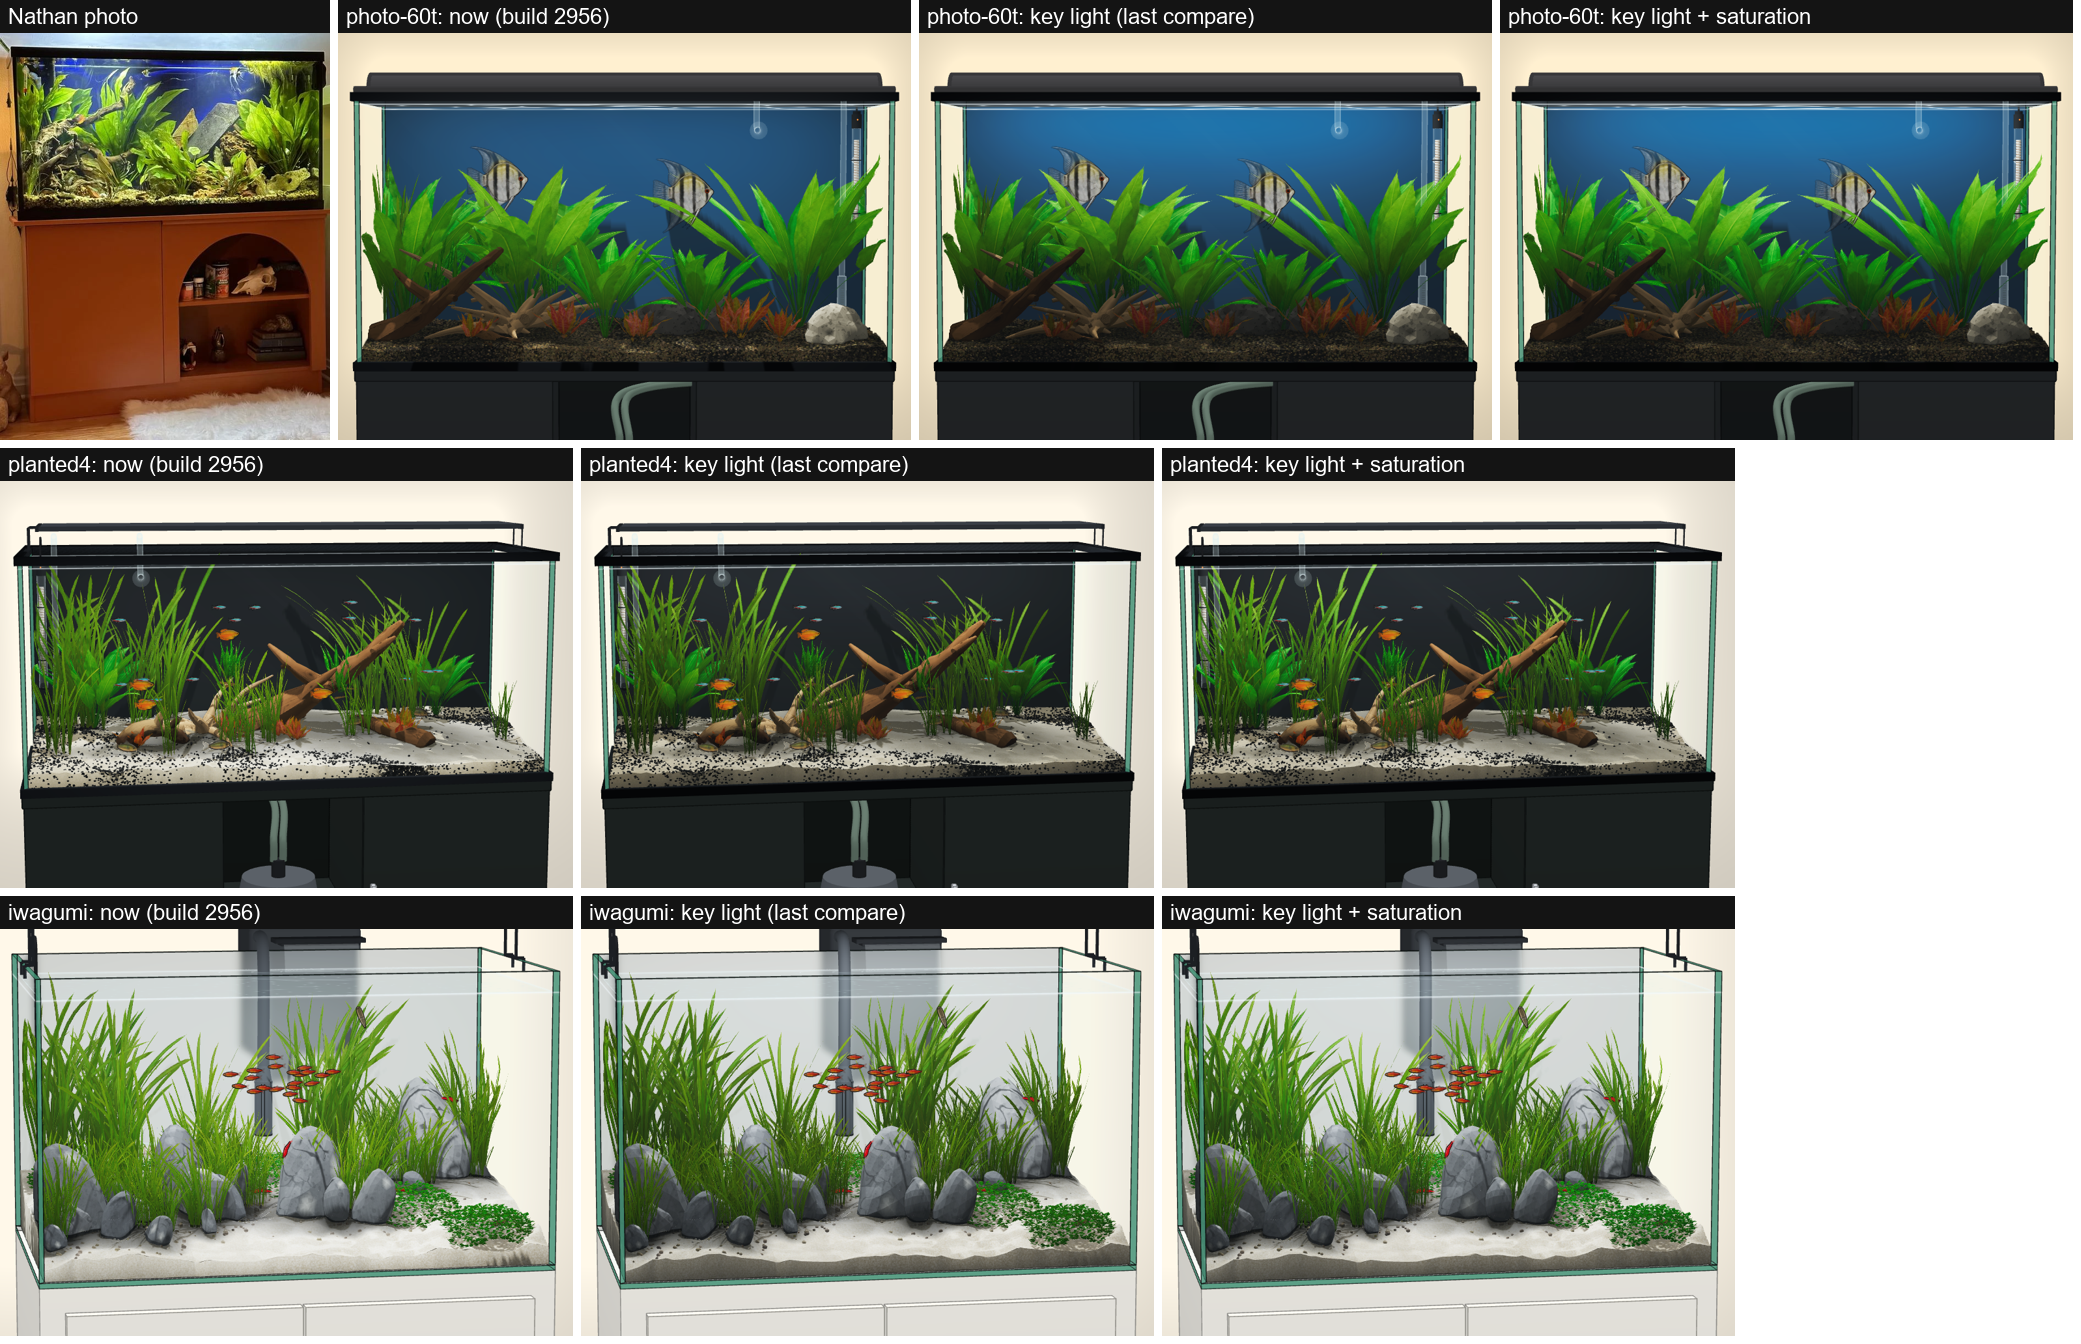 Nathan photo
photo-60t: now (build 2956)
photo-60t: key light (last compare)
photo-60t: key light + saturation
planted4: now (build 2956)
planted4: key light (last compare)
planted4: key light + saturation
iwagumi: now (build 2956)
iwagumi: key light (last compare)
iwagumi: key light + saturation